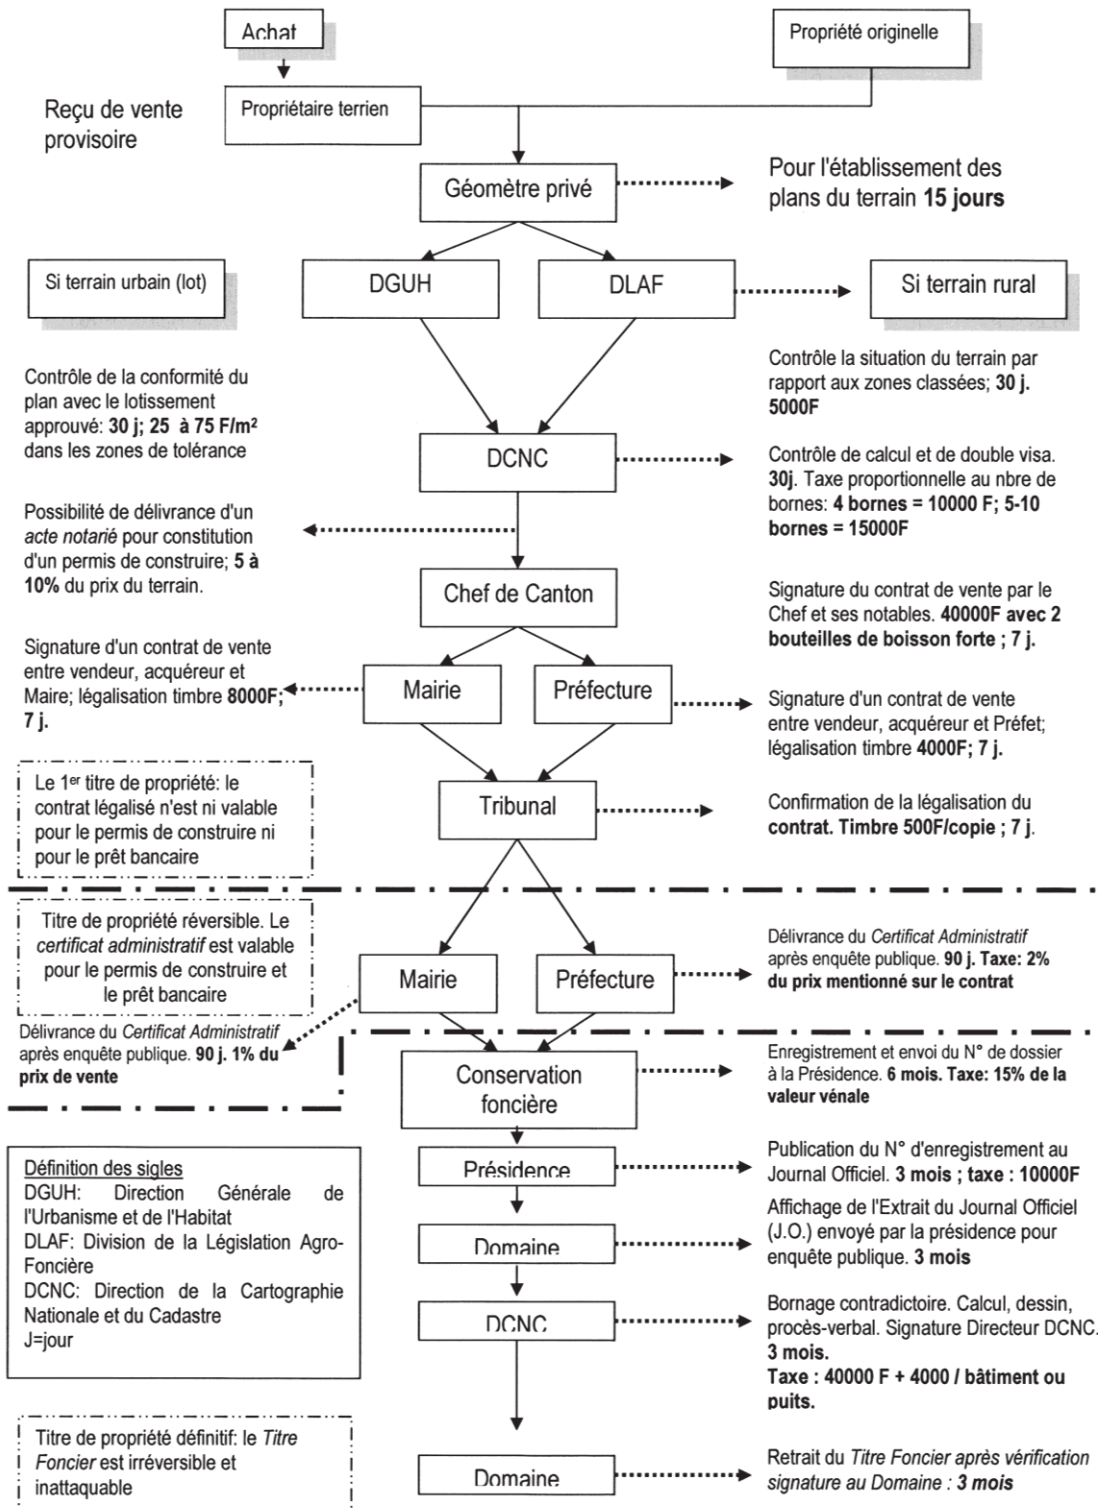 Achat
Propriété originelle
Reçu de vente
provisoire
Propriétaire terrien
Géomètre privé
Pour l'établissement des
plans du terrain 15 jours
Si terrain urbain (lot)
DGUH
DLAF
Si terrain rural
Contrôle de la conformité du
plan avec le lotissement
approuvé: 30 j; 25 à 75 F/m²
dans les zones de tolérance
Contrôle la situation du terrain par
rapport aux zones classées; 30 j.
5000F
DCNC
Contrôle de calcul et de double visa.
30j. Taxe proportionnelle au nbre de
bornes: 4 bornes = 10000 F; 5-10
bornes = 15000F
Possibilité de délivrance d'un
acte notarié pour constitution
d'un permis de construire; 5 à
10% du prix du terrain.
Chef de Canton
Signature du contrat de vente par le
Chef et ses notables. 40000F avec 2
bouteilles de boisson forte ; 7 j.
Signature d'un contrat de vente
entre vendeur, acquéreur et
Maire; légalisation timbre 8000F;
7 j.
Mairie
Préfecture
Signature d'un contrat de vente
entre vendeur, acquéreur et Préfet;
légalisation timbre 4000F; 7 j.
Le 1er titre de propriété: le
contrat légalisé n'est ni valable
pour le permis de construire ni
pour le prêt bancaire
Tribunal
Confirmation de la légalisation du
contrat. Timbre 500F/copie ; 7 j.
Titre de propriété réversible. Le
certificat administratif est valable
pour le permis de construire et
le prêt bancaire
Mairie
Préfecture
Délivrance du Certificat Administratif
après enquête publique. 90 j. Taxe: 2%
du prix mentionné sur le contrat
Délivrance du Certificat Administratif
après enquête publique. 90 j. 1% du
prix de vente
Conservation
foncière
Enregistrement et envoi du N° de dossier
à la Présidence. 6 mois. Taxe: 15% de la
valeur vénale
Présidence
Publication du N° d'enregistrement au
Journal Officiel. 3 mois ; taxe : 10000F
Domaine
Affichage de l'Extrait du Journal Officiel
(J.O.) envoyé par la présidence pour
enquête publique. 3 mois
DCNC
Bornage contradictoire. Calcul, dessin,
procès-verbal. Signature Directeur DCNC.
3 mois.
Taxe : 40000 F + 4000 / bâtiment ou
puits.
Définition des sigles
DGUH: Direction Générale de
l'Urbanisme et de l'Habitat
DLAF: Division de la Législation Agro-
Foncière
DCNC: Direction de la Cartographie
Nationale et du Cadastre
J=jour
Titre de propriété définitif: le Titre
Foncier est irréversible et
inattaquable
Domaine
Retrait du Titre Foncier après vérification
signature au Domaine : 3 mois